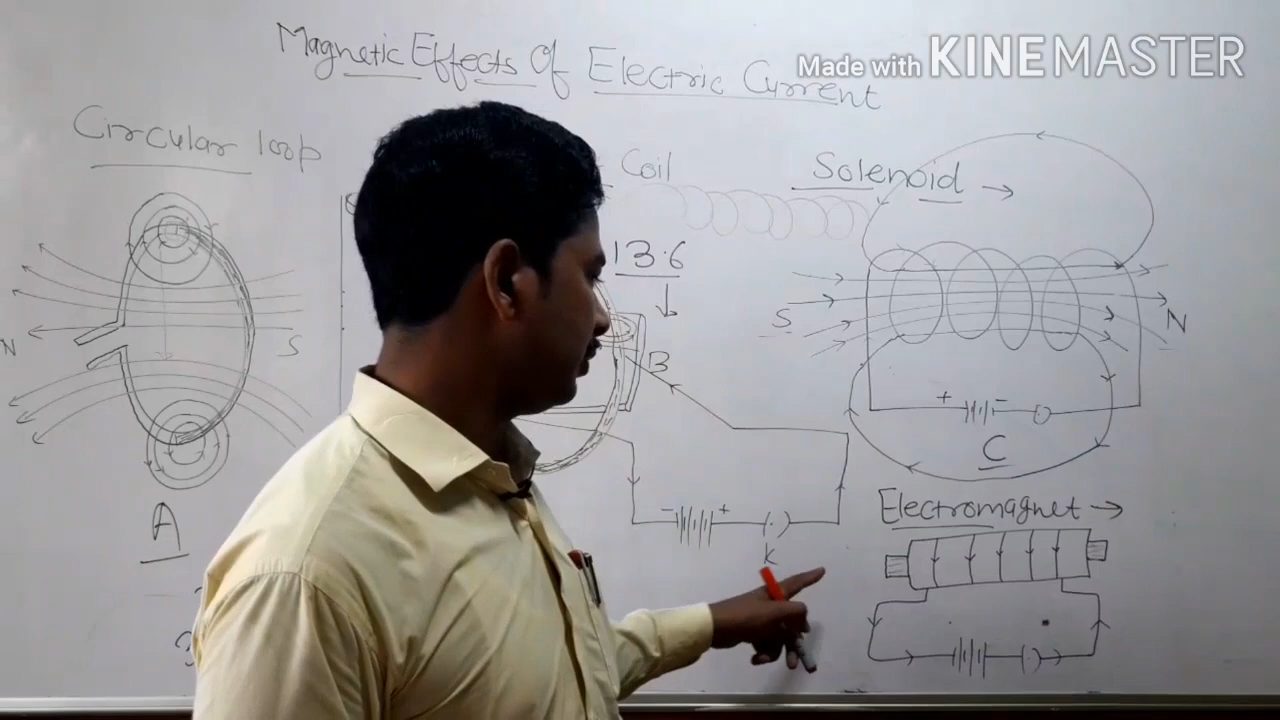 Magnetic Effects Of Electric Current
Made with KINEMASTER
Circular loop
Coil
Solenoid →
13.6
N
S
B
S
N
+
-
C
A
-
+
K
Electromagnet →